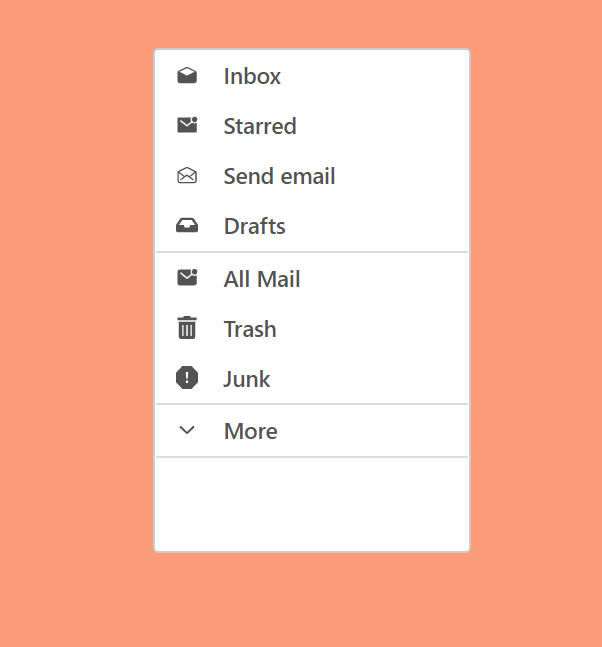 Inbox
Starred
Send email
Drafts
All Mail
Trash
Junk
More